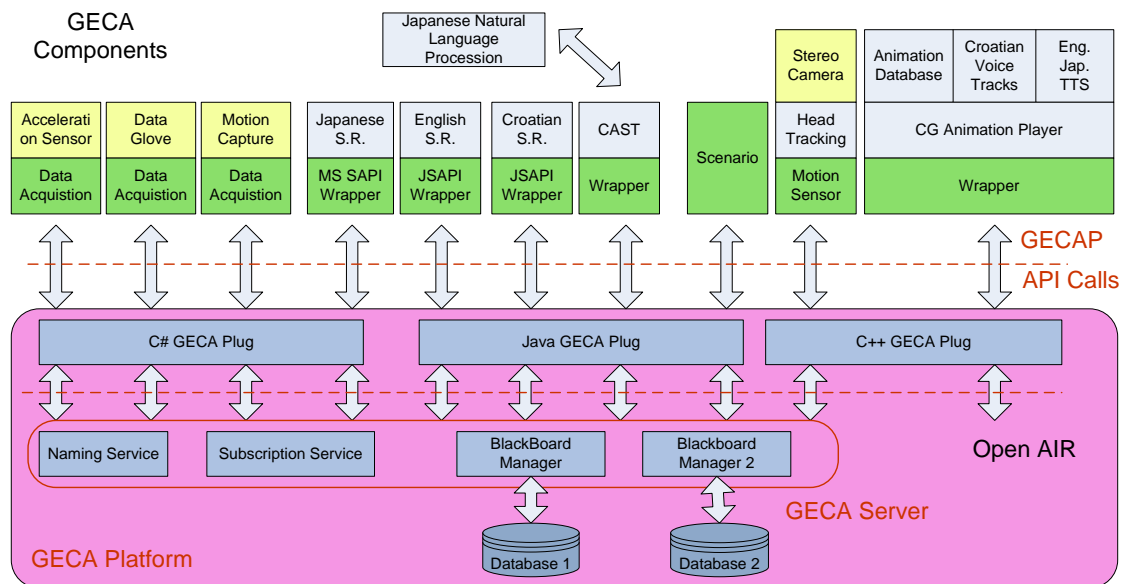 GECA
Components
Japanese Natural
Language
Procession
Stereo
Camera
Animation
Database
Croatian
Voice
Tracks
Eng.
Jap.
TTS
Accelerati
on Sensor
Data
Glove
Motion
Capture
Japanese
S.R.
English
S.R.
Croatian
S.R.
CAST
Scenario
Head
Tracking
CG Animation Player
Data
Acquistion
Data
Acquistion
Data
Acquistion
MS SAPI
Wrapper
JSAPI
Wrapper
JSAPI
Wrapper
Wrapper
Motion
Sensor
Wrapper
GECAP
API Calls
C# GECA Plug
Java GECA Plug
C++ GECA Plug
Naming Service
Subscription Service
BlackBoard
Manager
Blackboard
Manager 2
Open AIR
GECA Server
Database 1
Database 2
GECA Platform